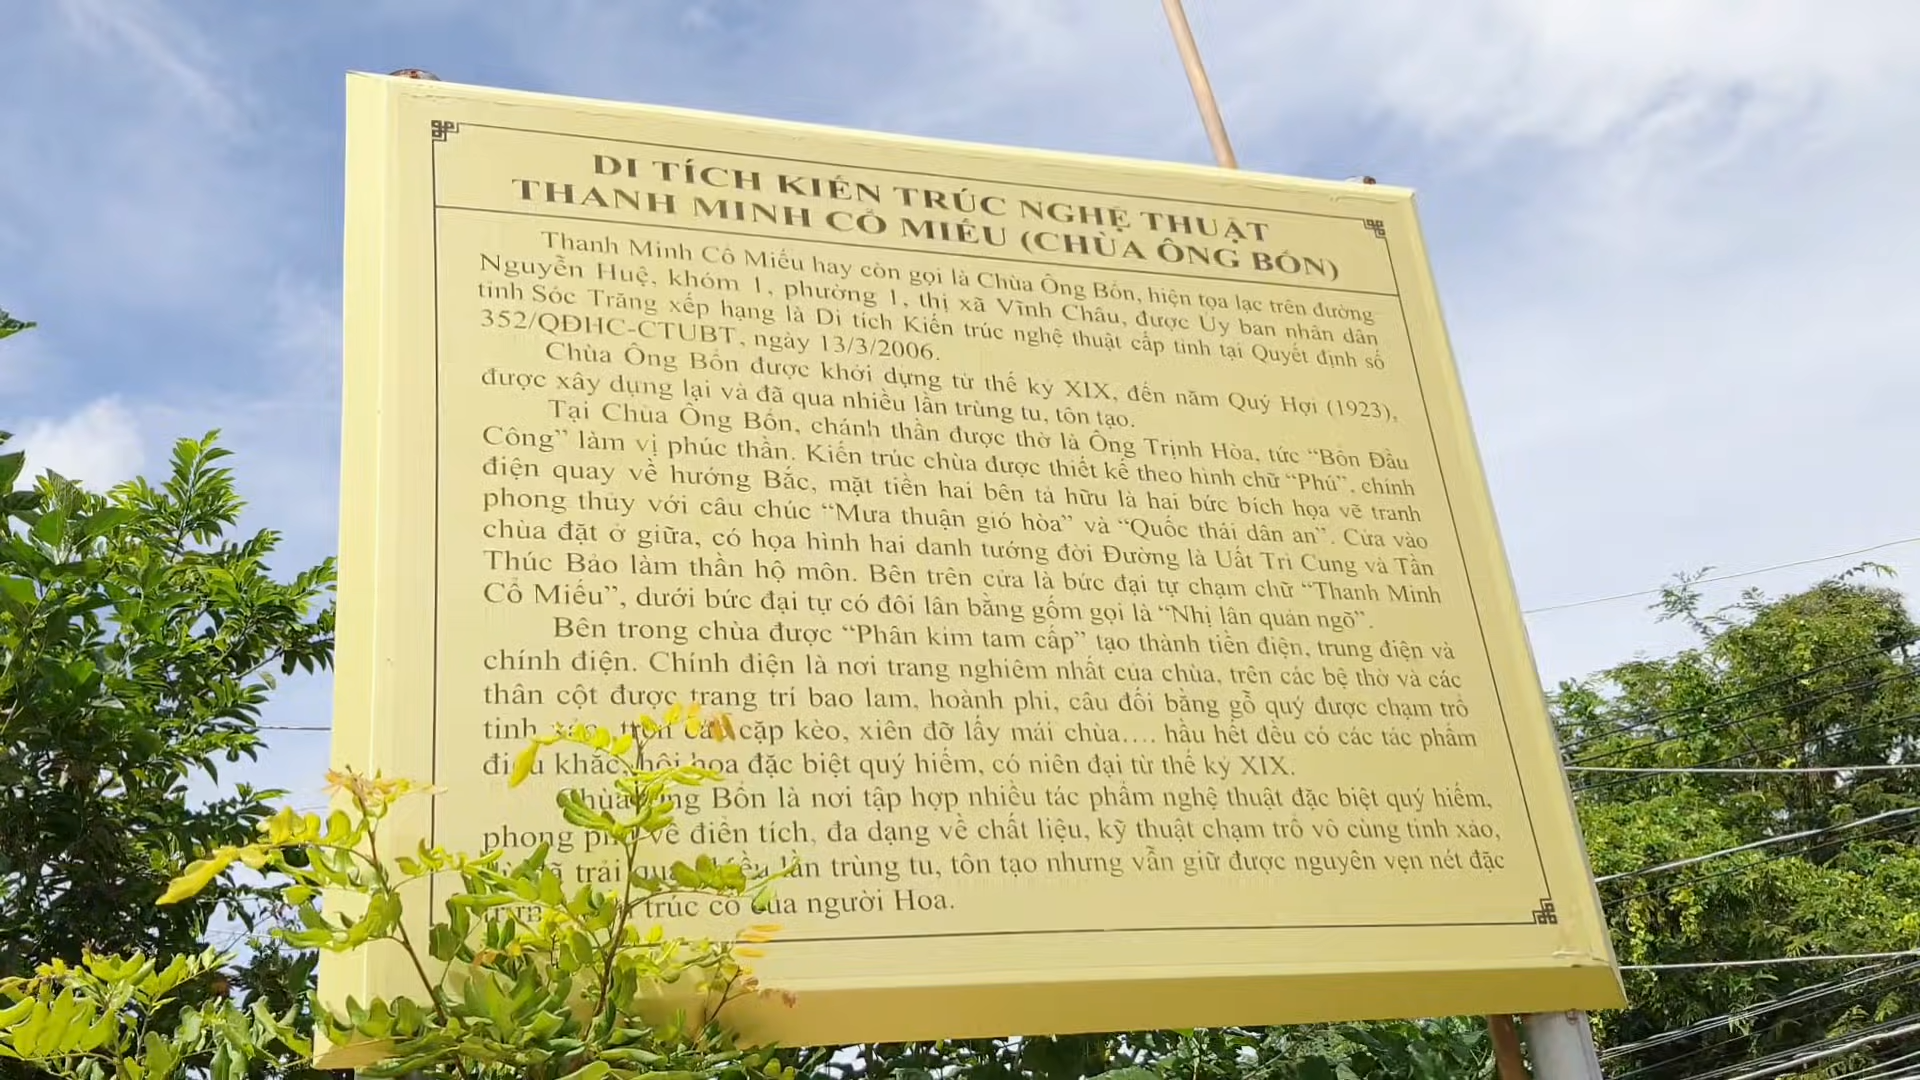 DI TÍCH KIẾN TRÚC NGHỆ THUẬT
THANH MINH CỔ MIẾU (CHÙA ÔNG BỔN)
Thanh Minh Cổ Miếu hay còn gọi là Chùa Ông Bổn, hiện tọa lạc trên đường
Nguyễn Huệ, khóm 1, phường 1, thị xã Vĩnh Châu, được Ủy ban nhân dân
tỉnh Sóc Trăng xếp hạng là Di tích Kiến trúc nghệ thuật cấp tỉnh tại Quyết định số
352/QĐHC-CTUBT, ngày 13/3/2006.
Chùa Ông Bổn được khởi dựng từ thế kỷ XIX, đến năm Quý Hợi (1923),
được xây dựng lại và đã qua nhiều lần trùng tu, tôn tạo.
Tại Chùa Ông Bổn, chánh thần được thờ là Ông Trịnh Hòa, tức “Bổn Đầu
Công” làm vị phúc thần. Kiến trúc chùa được thiết kế theo hình chữ “Phú”, chính
điện quay về hướng Bắc, mặt tiền hai bên tả hữu là hai bức bích họa vẽ tranh
phong thủy với câu chúc “Mưa thuận gió hòa” và “Quốc thái dân an”. Cửa vào
chùa đặt ở giữa, có họa hình hai danh tướng đời Đường là Uất Trì Cung và Tần
Thúc Bảo làm thần hộ môn. Bên trên cửa là bức đại tự chạm chữ “Thanh Minh
Cổ Miếu”, dưới bức đại tự có đôi lân bằng gốm gọi là “Nhị lân quản ngõ”.
Bên trong chùa được “Phân kim tam cấp” tạo thành tiền điện, trung điện và
chính điện. Chính điện là nơi trang nghiêm nhất của chùa, trên các bệ thờ và các
thân cột được trang trí bao lam, hoành phi, câu đối bằng gỗ quý được chạm trổ
tinh trên cặp kèo, xiên đỡ lấy mái chùa…. hầu hết đều có các tác phẩm
điêu khắc, hội họa đặc biệt quý hiếm, có niên đại từ thế kỷ XIX.
Chùa Ông Bổn là nơi tập hợp nhiều tác phẩm nghệ thuật đặc biệt quý hiếm,
phong phú về điển tích, đa dạng về chất liệu, kỹ thuật chạm trổ vô cùng tinh xảo,
trải qua nhiều lần trùng tu, tôn tạo nhưng vẫn giữ được nguyên vẹn nét đặc
trúc cổ của người Hoa.